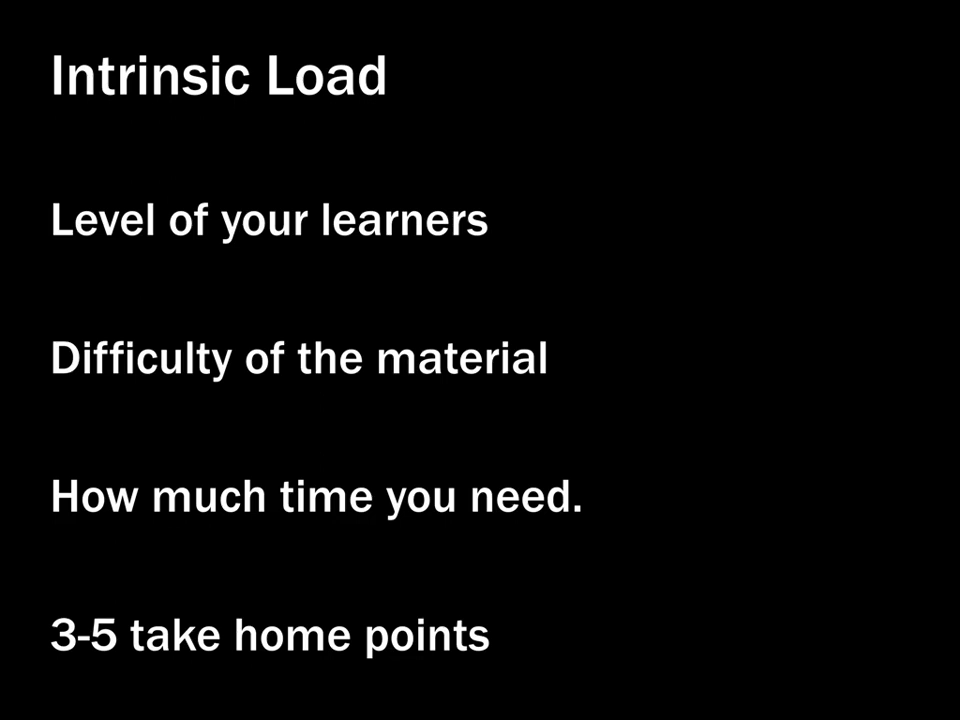 Intrinsic Load
Level of your learners
Difficulty of the material
How much time you need.
3-5 take home points